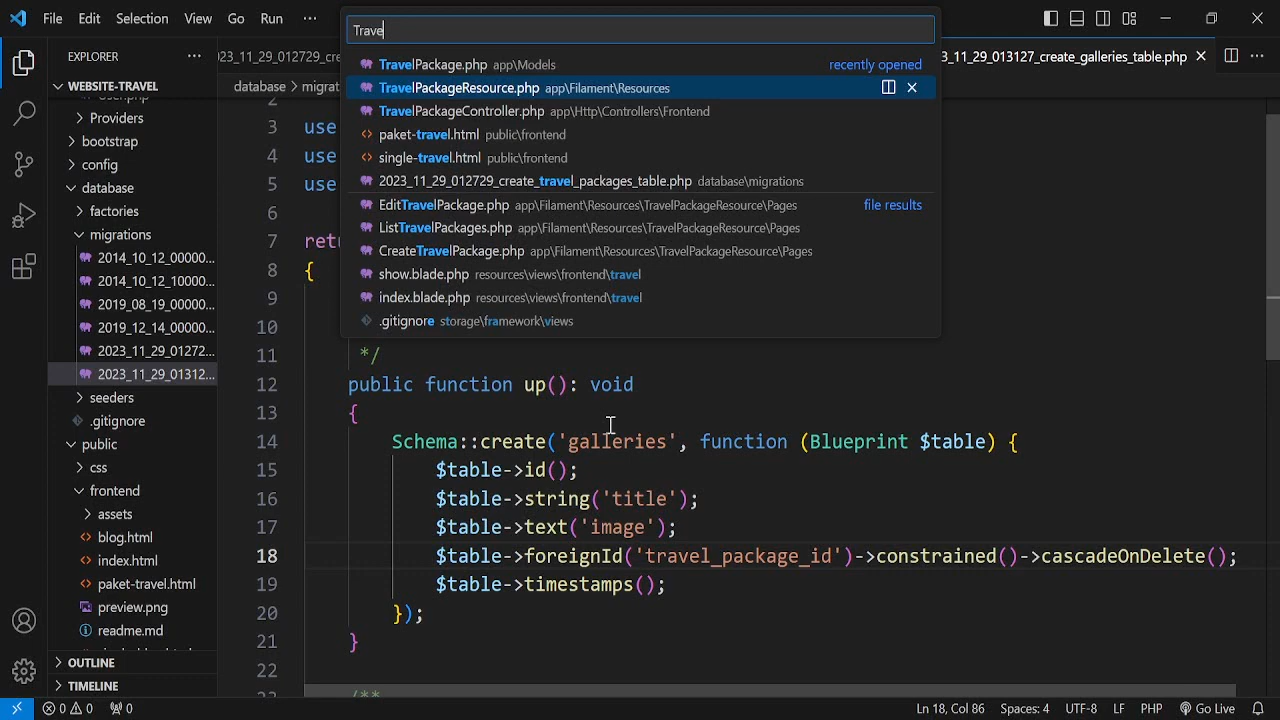 File Edit Selection View Go Run ···
Trave
EXPLORER ···
23_11_29_012729_cre
3_11_29_013127_create_galleries_table.php
WEBSITE-TRAVEL
database > migrat
TravelPackage.php app\Models recently opened
TravelPackageResource.php app\Filament\Resources
TravelPackageController.php app\Http\Controllers\Frontend
paket-travel.html public\frontend
single-travel.html public\frontend
2023_11_29_012729_create_travel_packages_table.php database\migrations
EditTravelPackage.php app\Filament\Resources\TravelPackageResource\Pages file results
ListTravelPackages.php app\Filament\Resources\TravelPackageResource\Pages
CreateTravelPackage.php app\Filament\Resources\TravelPackageResource\Pages
show.blade.php resources\views\frontend\travel
index.blade.php resources\views\frontend\travel
.gitignore storage\framework\views
Providers
bootstrap
config
database
factories
migrations
2014_10_12_00000...
2014_10_12_10000...
2019_08_19_00000...
2019_12_14_00000...
2023_11_29_01272...
2023_11_29_01312...
seeders
.gitignore
public
css
frontend
assets
blog.html
index.html
paket-travel.html
preview.png
readme.md
OUTLINE
TIMELINE
2
3 use
4 use
5 use
6
7 retu
8 {
9
10
11 */
12 public function up(): void
13 {
14 Schema::create('galleries', function (Blueprint $table) {
15 $table->id();
16 $table->string('title');
17 $table->text('image');
18 $table->foreignId('travel_package_id')->constrained()->cascadeOnDelete();
19 $table->timestamps();
20 });
21 }
22
23 /**
0 0 0 Ln 18, Col 86 Spaces: 4 UTF-8 LF PHP Go Live